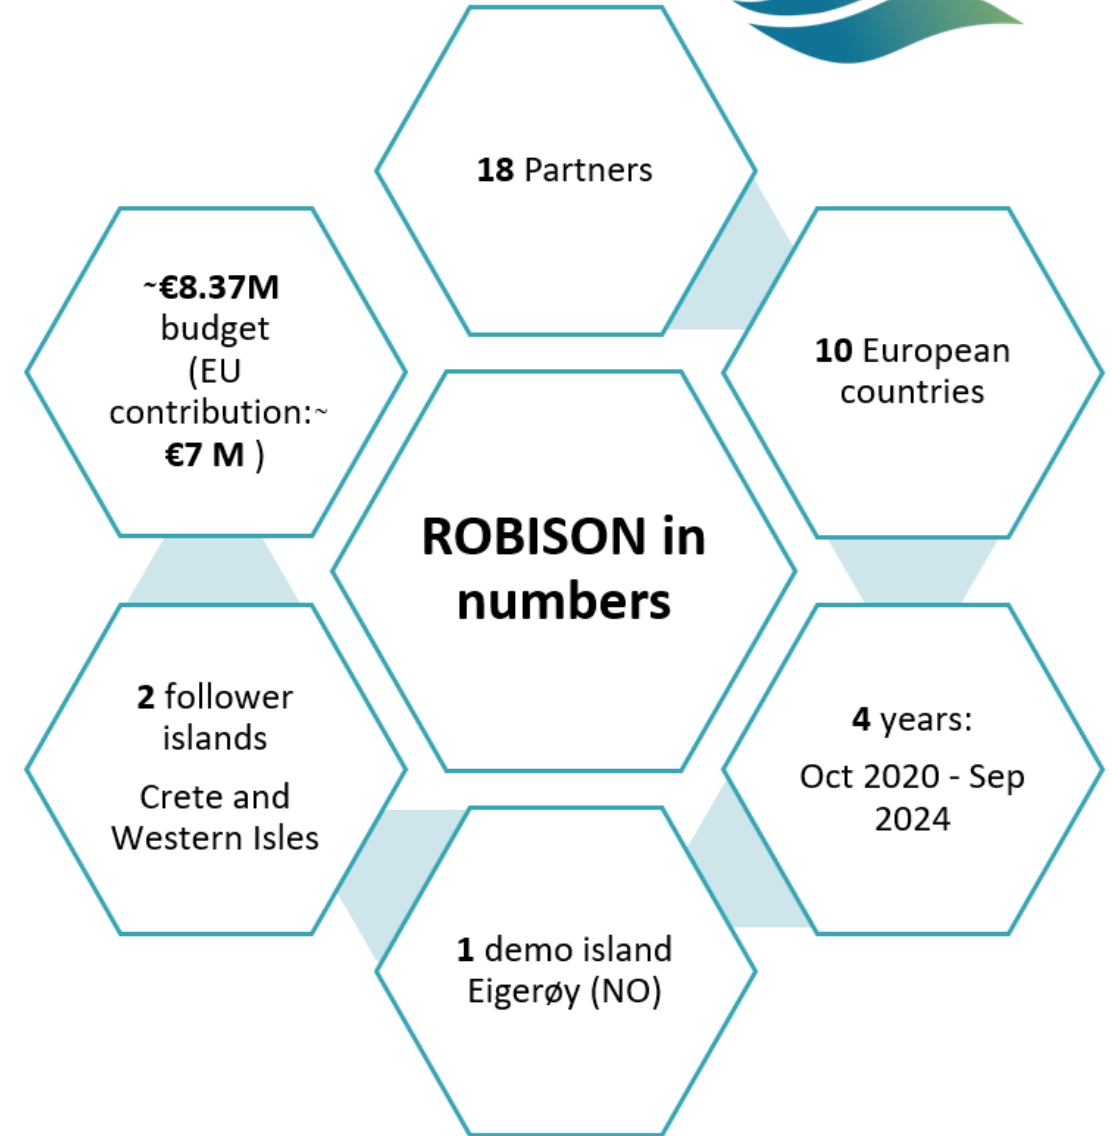 18 Partners
10 European
countries
4 years:
Oct 2020 - Sep
2024
1 demo island
Eigerøy (NO)
2 follower
islands
Crete and
Western Isles
~€8.37M
budget
(EU
contribution:~
€7 M )
ROBISON in
numbers